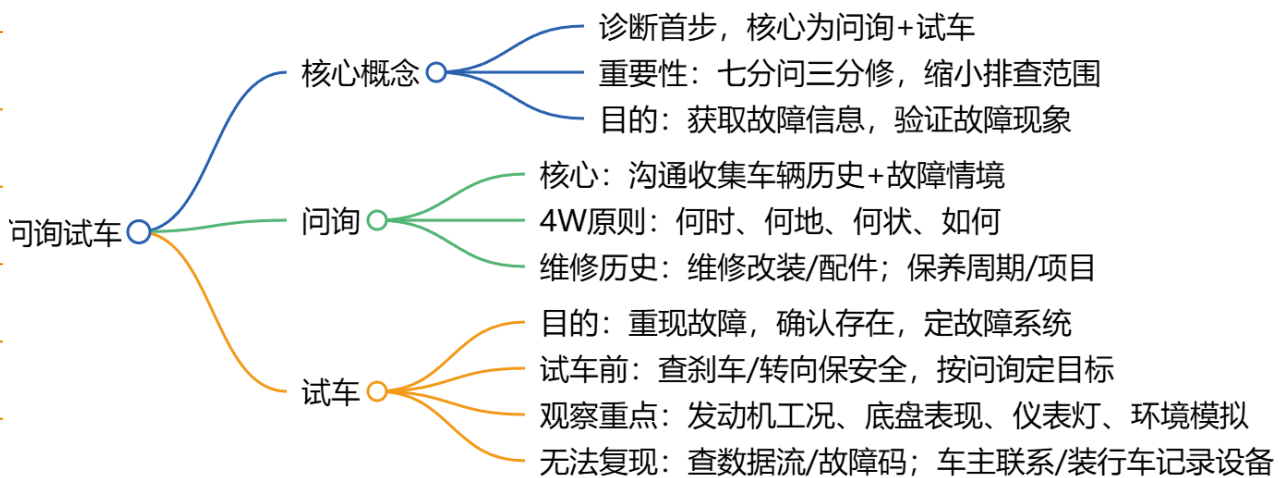 问询试车
核心概念
诊断首步，核心为问询+试车
重要性：七分问三分修，缩小排查范围
目的：获取故障信息，验证故障现象
问询
核心：沟通收集车辆历史+故障情境
4W原则：何时、何地、何状、如何
维修历史：维修改装/配件；保养周期/项目
试车
目的：重现故障，确认存在，定故障系统
试车前：查刹车/转向保安全，按问询定目标
观察重点：发动机工况、底盘表现、仪表灯、环境模拟
无法复现：查数据流/故障码；车主联系/装行车记录设备